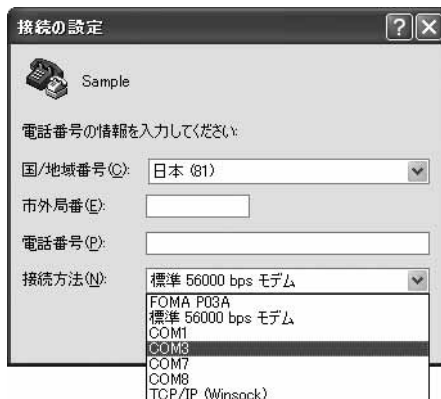 接続の設定
Sample
電話番号の情報を入力してください:
国/地域番号(C): 日本 (81)
市外局番(E):
電話番号(P):
接続方法(N): 標準 56000 bps モデム
FOMA P03A
標準 56000 bps モデム
COM1
COM3
COM7
COM8
TCP/IP (Winsock)